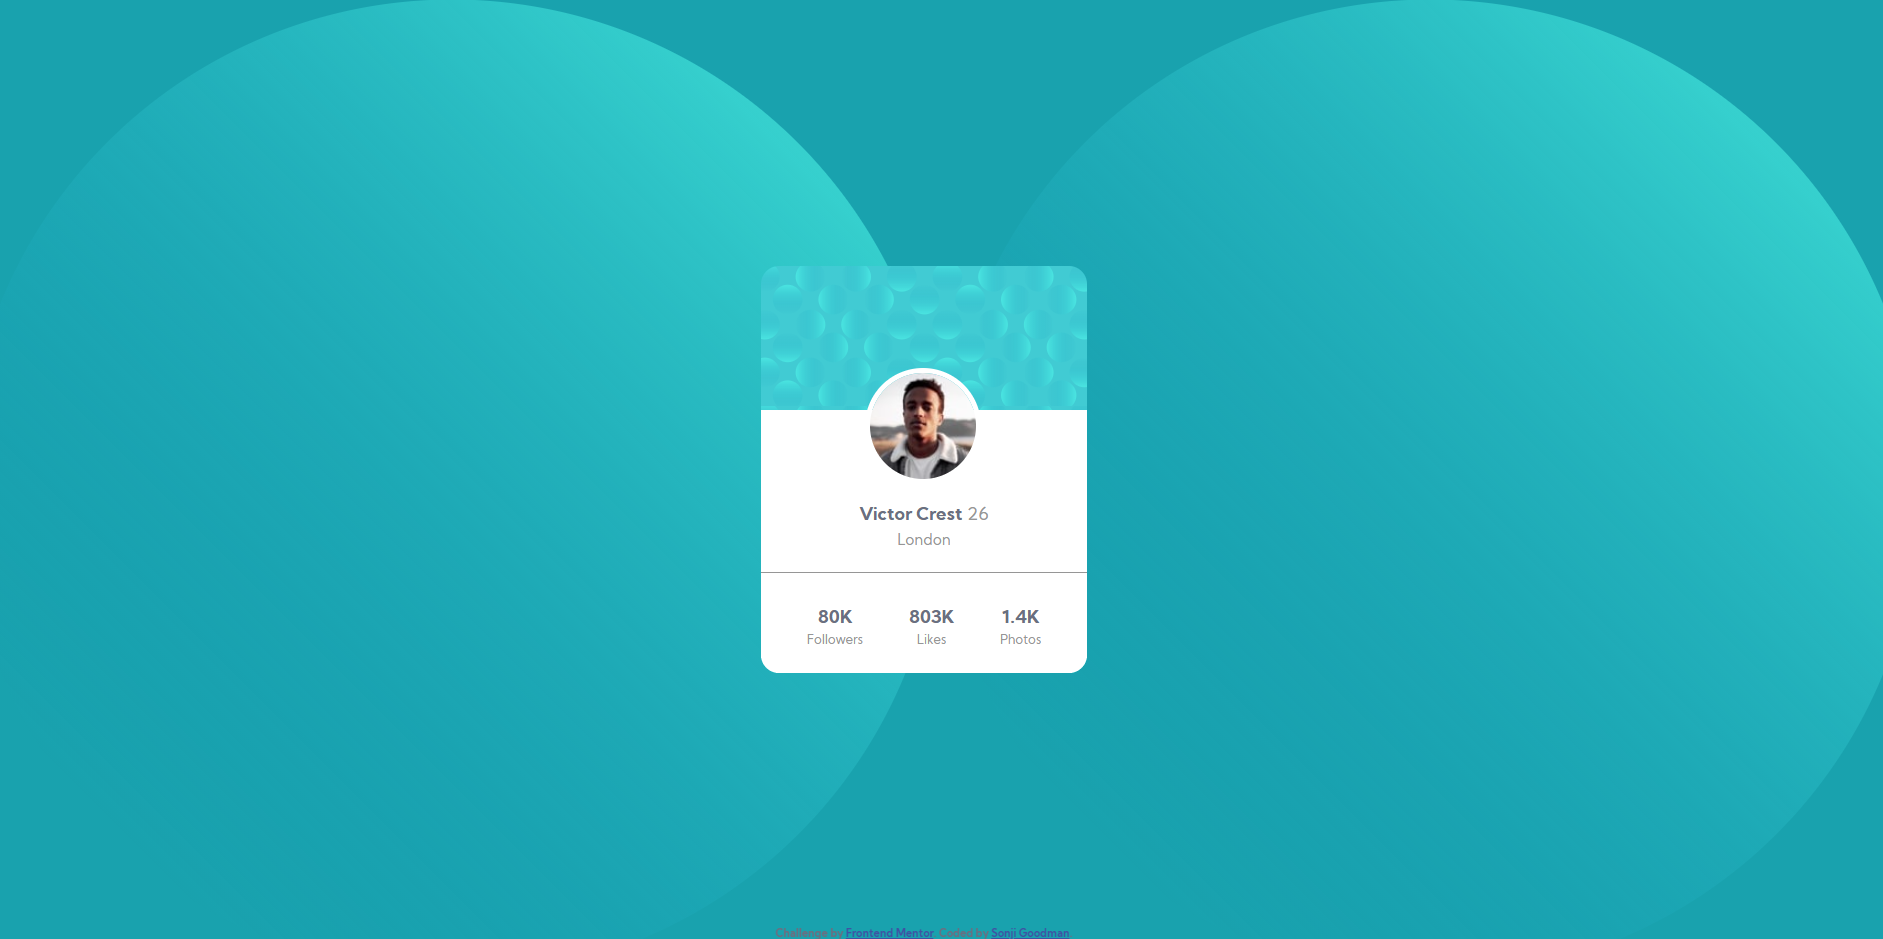 Victor Crest 26
London
80K 803K 1.4K
Followers Likes Photos
Challenge by Frontend Mentor. Coded by Sonji Goodman.